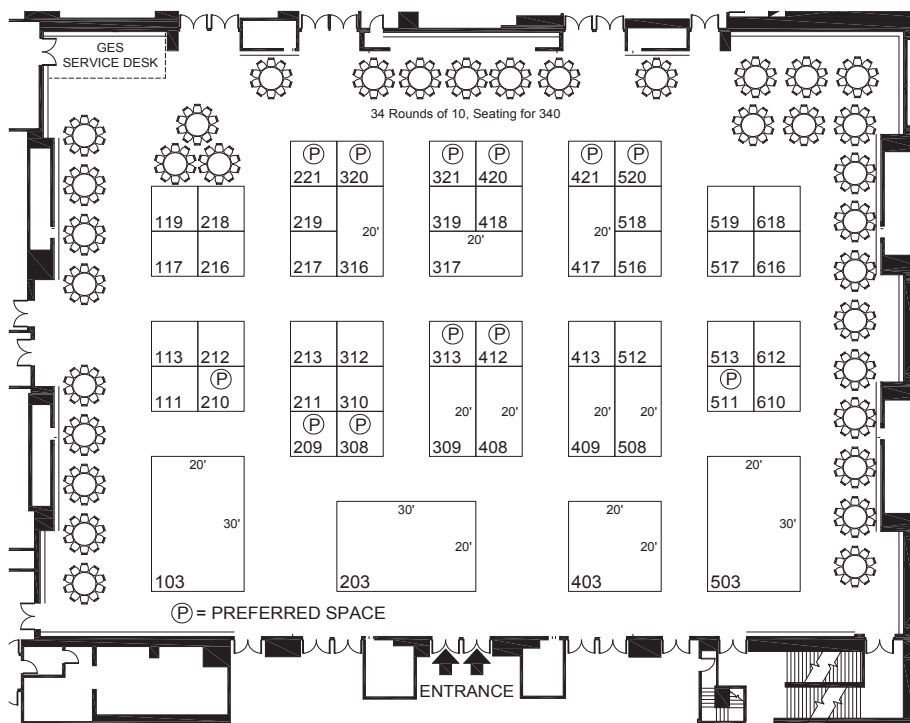 GES
SERVICE DESK
34 Rounds of 10, Seating for 340
P P P P P P
221 320 321 420 421 520
119 218 219 319 418 518 519 618
20' 20' 20'
117 216 217 316 317 417 516 517 616
P P
113 212 213 312 313 412 413 512 513 612
P P
111 210 211 310 511 610
20' 20' 20' 20'
P P
209 308 309 408 409 508
20' 20'
30' 20'
30' 20' 20' 30'
103 203 403 503
P = PREFERRED SPACE
ENTRANCE